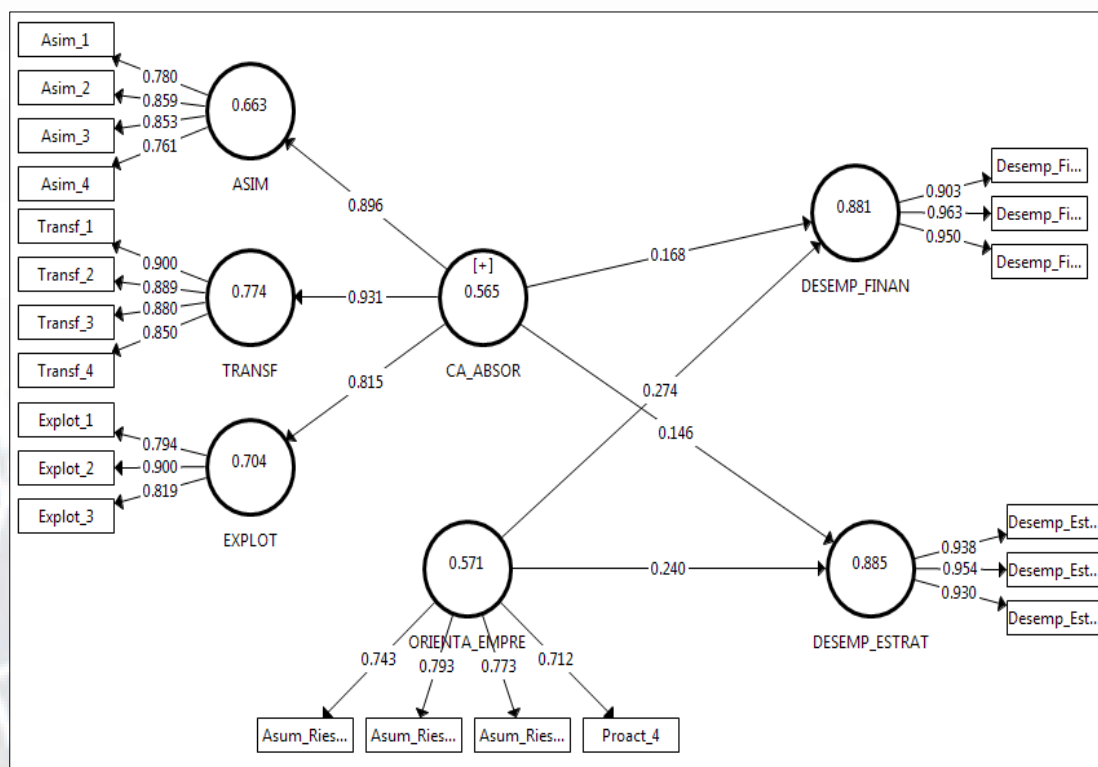 Asim_1
Asim_2
Asim_3
Asim_4
0.780
0.859
0.853
0.761
0.663
ASIM
Transf_1
Transf_2
Transf_3
Transf_4
0.900
0.889
0.880
0.850
0.774
TRANSF
Explot_1
Explot_2
Explot_3
0.794
0.900
0.819
0.704
EXPLOT
0.896
0.931
0.815
[+]
0.565
CA_ABSOR
0.168
0.146
0.274
0.240
0.881
DESEMP_FINAN
0.903
0.963
0.950
Desemp_Fi...
Desemp_Fi...
Desemp_Fi...
0.885
DESEMP_ESTRAT
0.938
0.954
0.930
Desemp_Est...
Desemp_Est...
Desemp_Est...
0.571
ORIENTA_EMPRE
0.743
0.793
0.773
0.712
Asum_Ries...
Asum_Ries...
Asum_Ries...
Proact_4